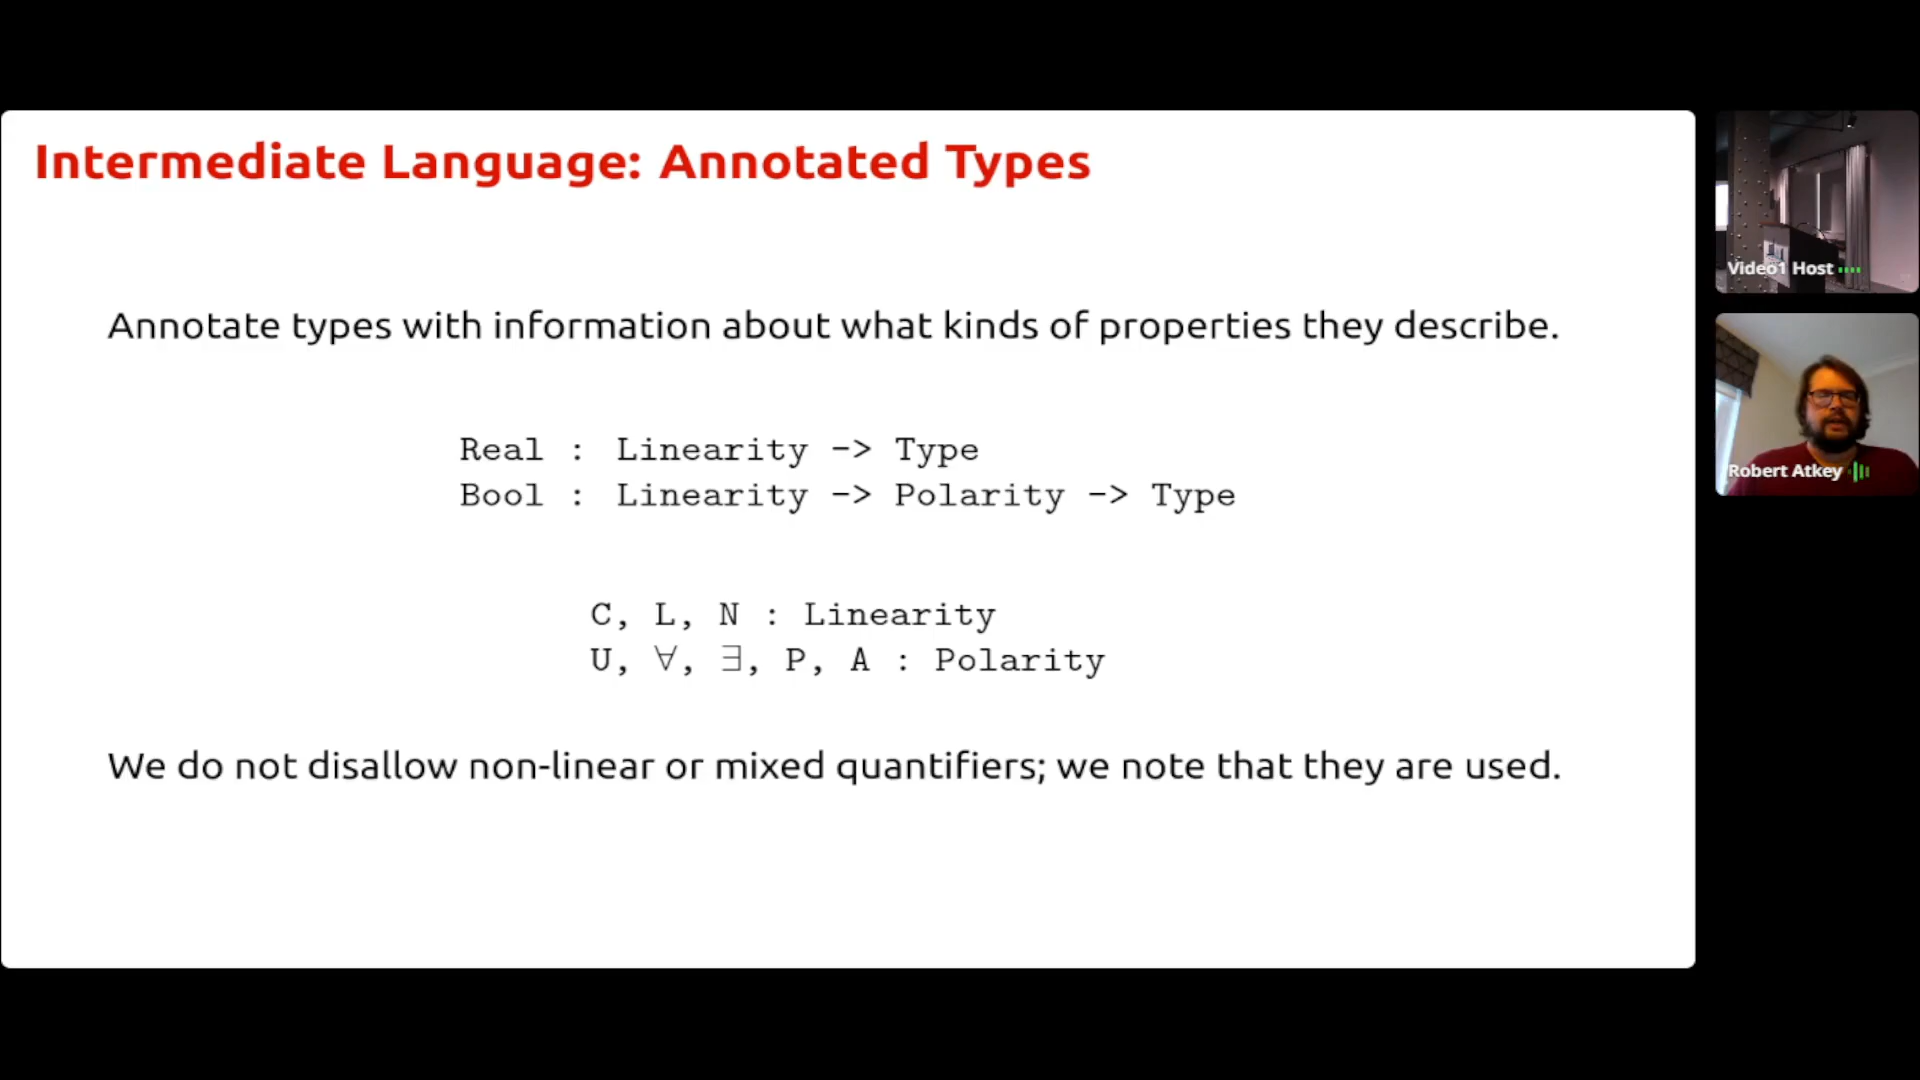 Intermediate Language: Annotated Types
Annotate types with information about what kinds of properties they describe.
Real : Linearity -> Type
Bool : Linearity -> Polarity -> Type
C, L, N : Linearity
U, ∀, ∃, P, A : Polarity
We do not disallow non-linear or mixed quantifiers; we note that they are used.
Video1 Host
Robert Atkey